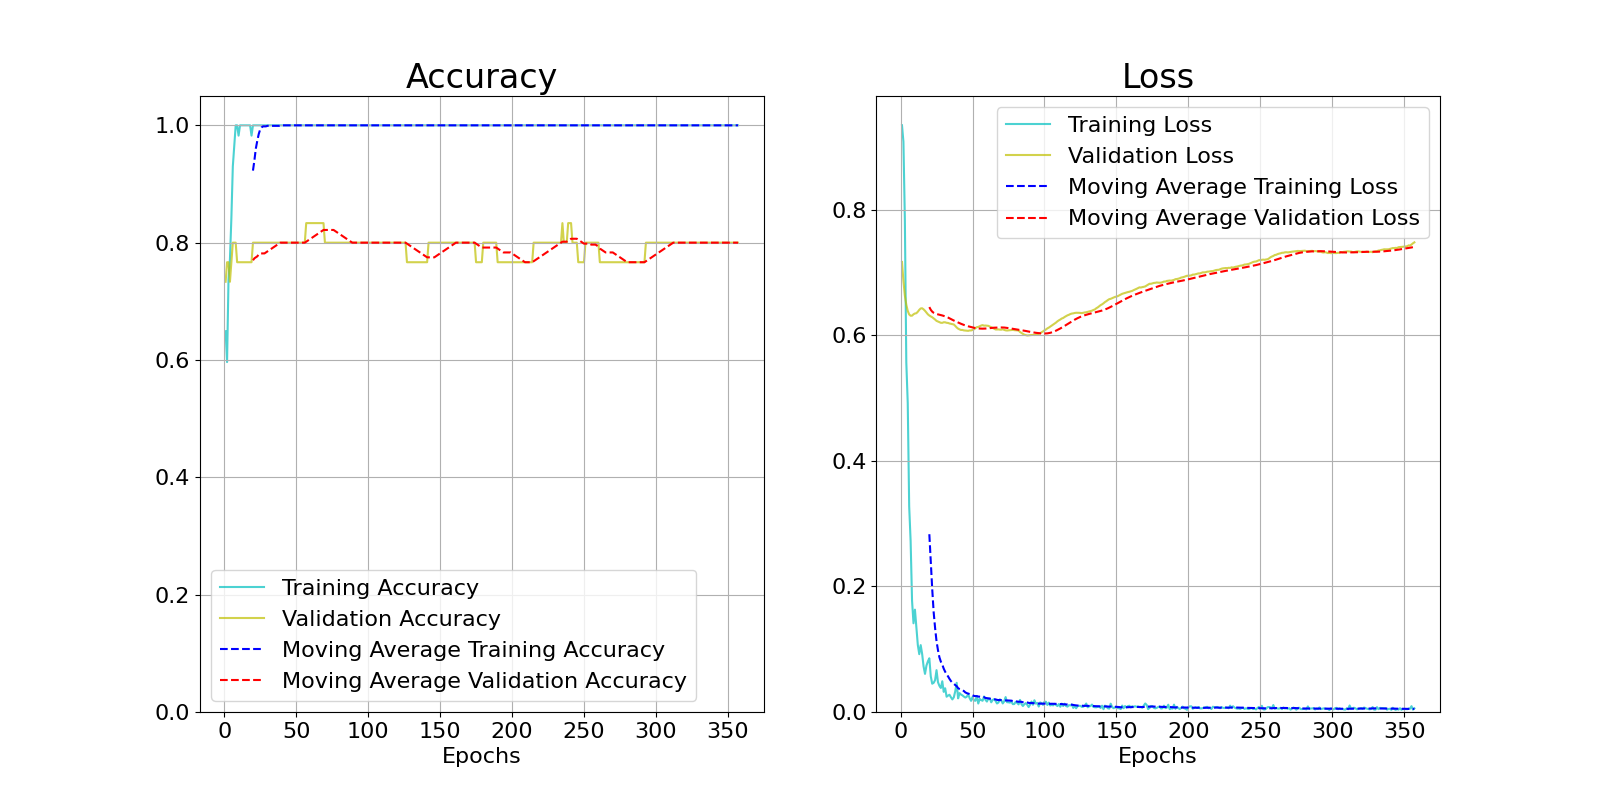 Accuracy
1.0
0.8
0.6
0.4
0.2
0.0
Training Accuracy
Validation Accuracy
Moving Average Training Accuracy
Moving Average Validation Accuracy
0 50 100 150 200 250 300 350
Epochs
Loss
0.8
0.6
0.4
0.2
0.0
Training Loss
Validation Loss
Moving Average Training Loss
Moving Average Validation Loss
0 50 100 150 200 250 300 350
Epochs